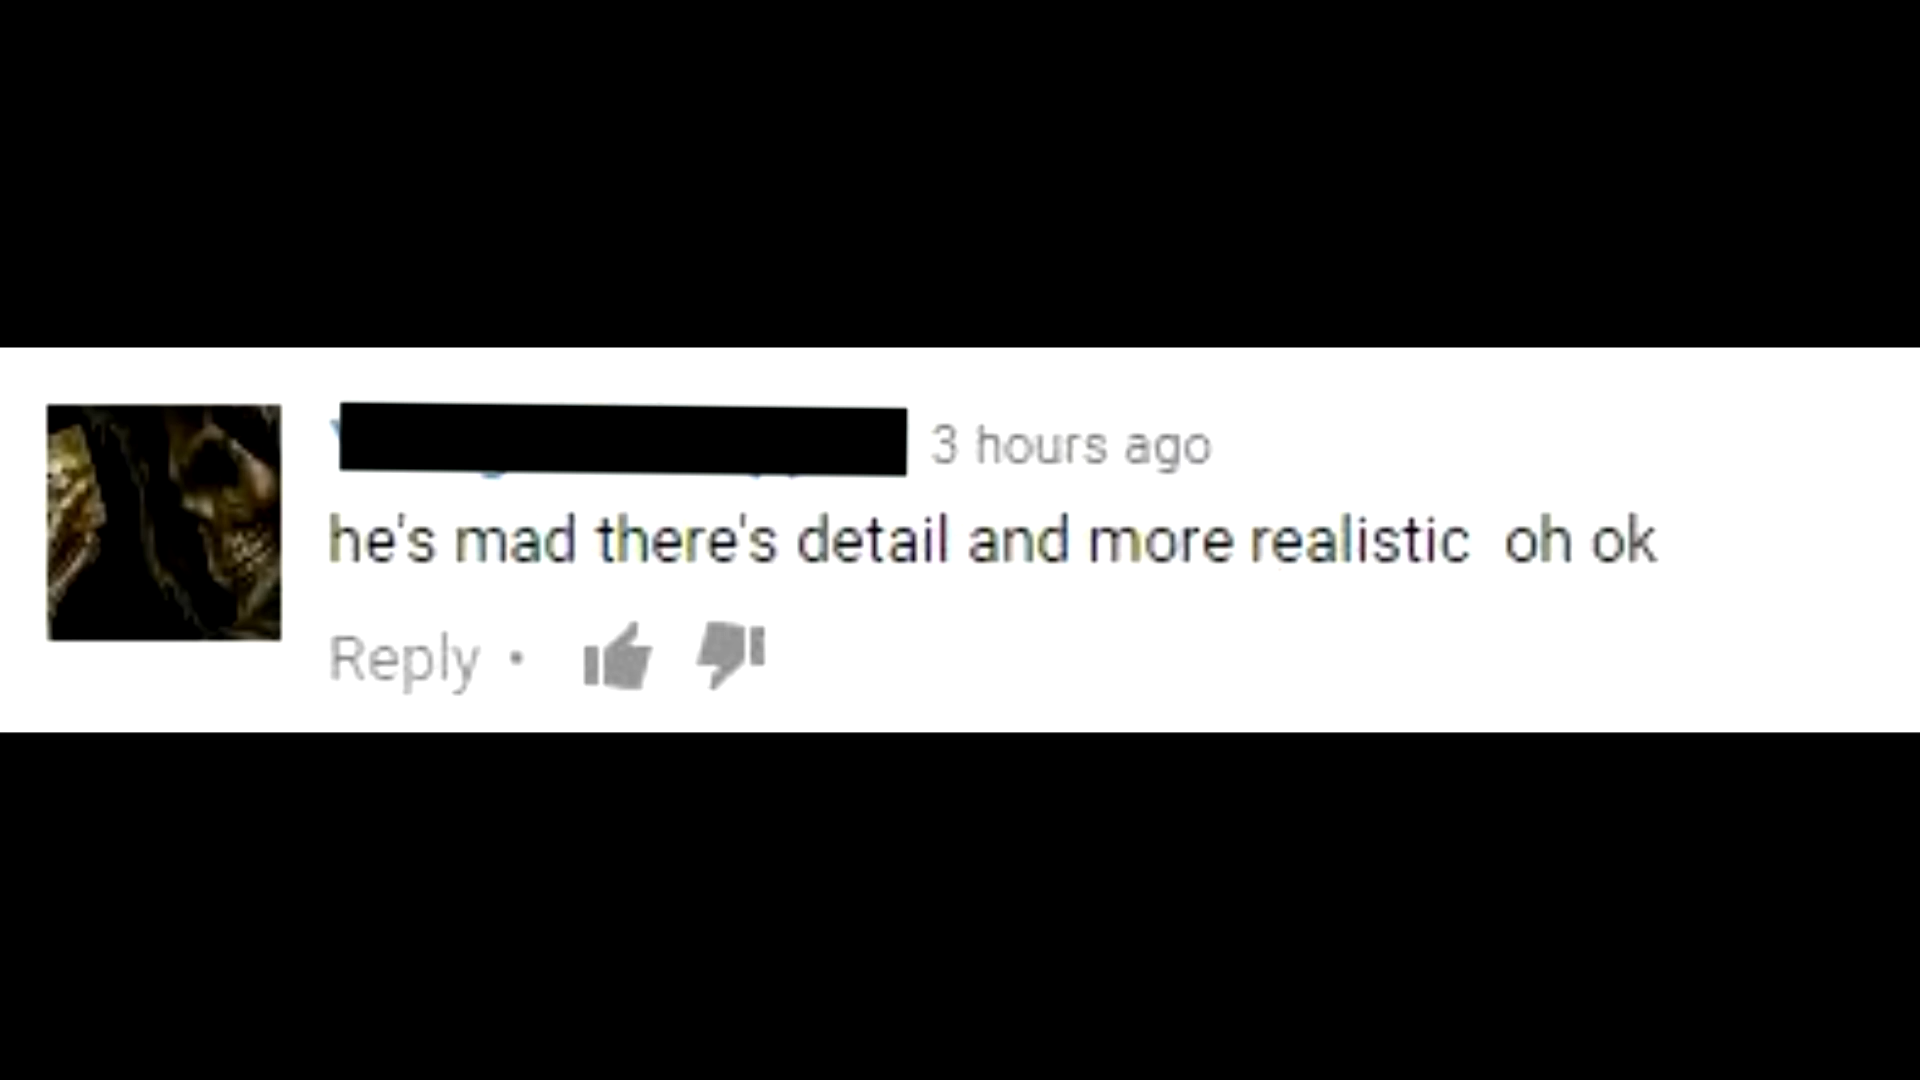 3 hours ago
he's mad there's detail and more realistic  oh ok
Reply •